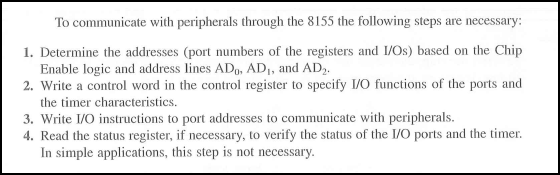 To communicate with peripherals through the 8155 the following steps are necessary:
1. Determine the addresses (port numbers of the registers and I/Os) based on the Chip
Enable logic and address lines AD₀, AD₁, and AD₂.
2. Write a control word in the control register to specify I/O functions of the ports and
the timer characteristics.
3. Write I/O instructions to port addresses to communicate with peripherals.
4. Read the status register, if necessary, to verify the status of the I/O ports and the timer.
In simple applications, this step is not necessary.